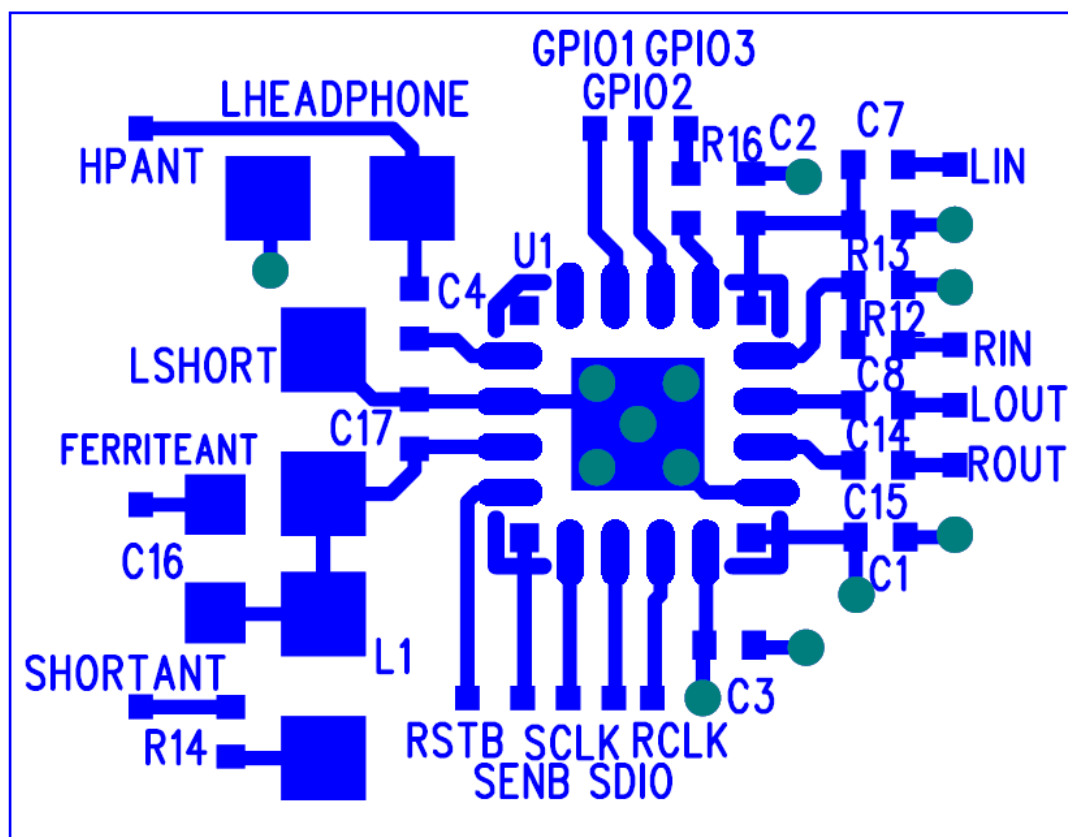 GPIO1 GPIO3
GPIO2
LHEADPHONE
HPANT
R16
C2
C7
LIN
U1
R13
C4
R12
RIN
LSHORT
C8
LOUT
C17
C14
ROUT
FERRITEANT
C15
C16
C1
L1
SHORTANT
C3
R14
RSTB SCLK RCLK
SENB SDIO